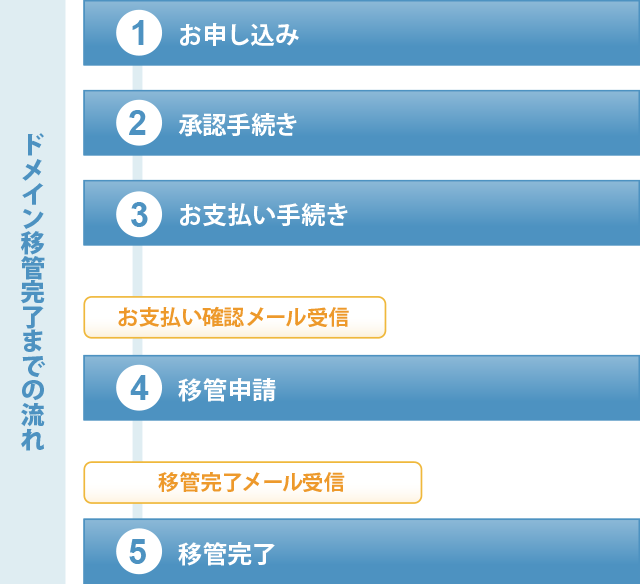 ドメイン移管完了までの流れ
1 お申し込み
2 承認手続き
3 お支払い手続き
お支払い確認メール受信
4 移管申請
移管完了メール受信
5 移管完了